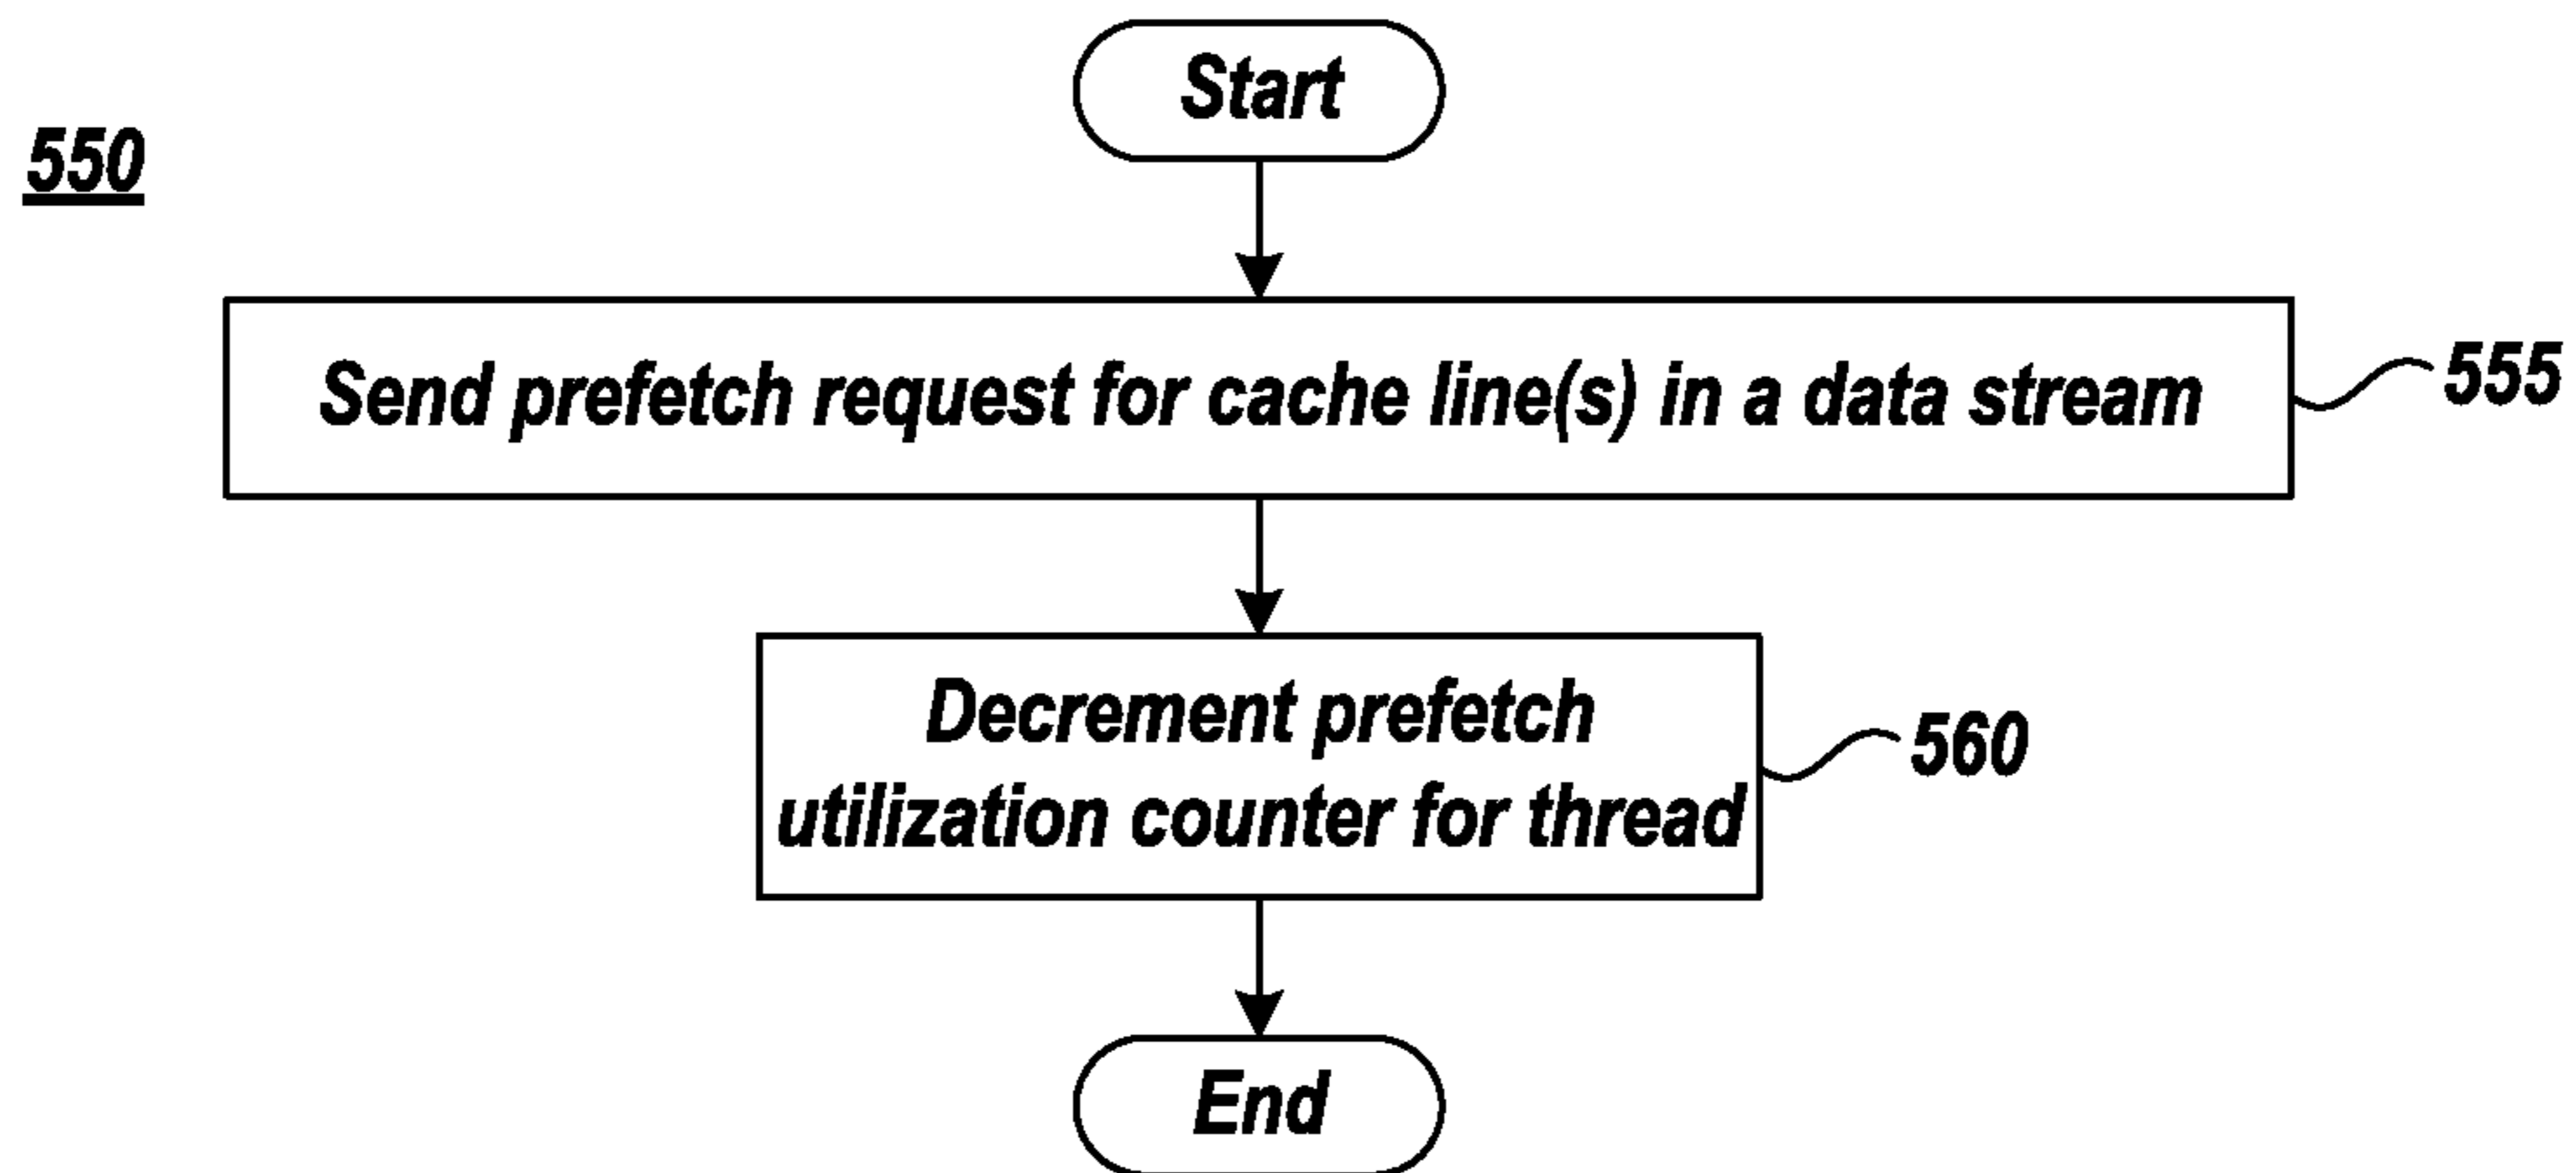 Start
550
Send prefetch request for cache line(s) in a data stream
555
Decrement prefetch
utilization counter for thread
560
End